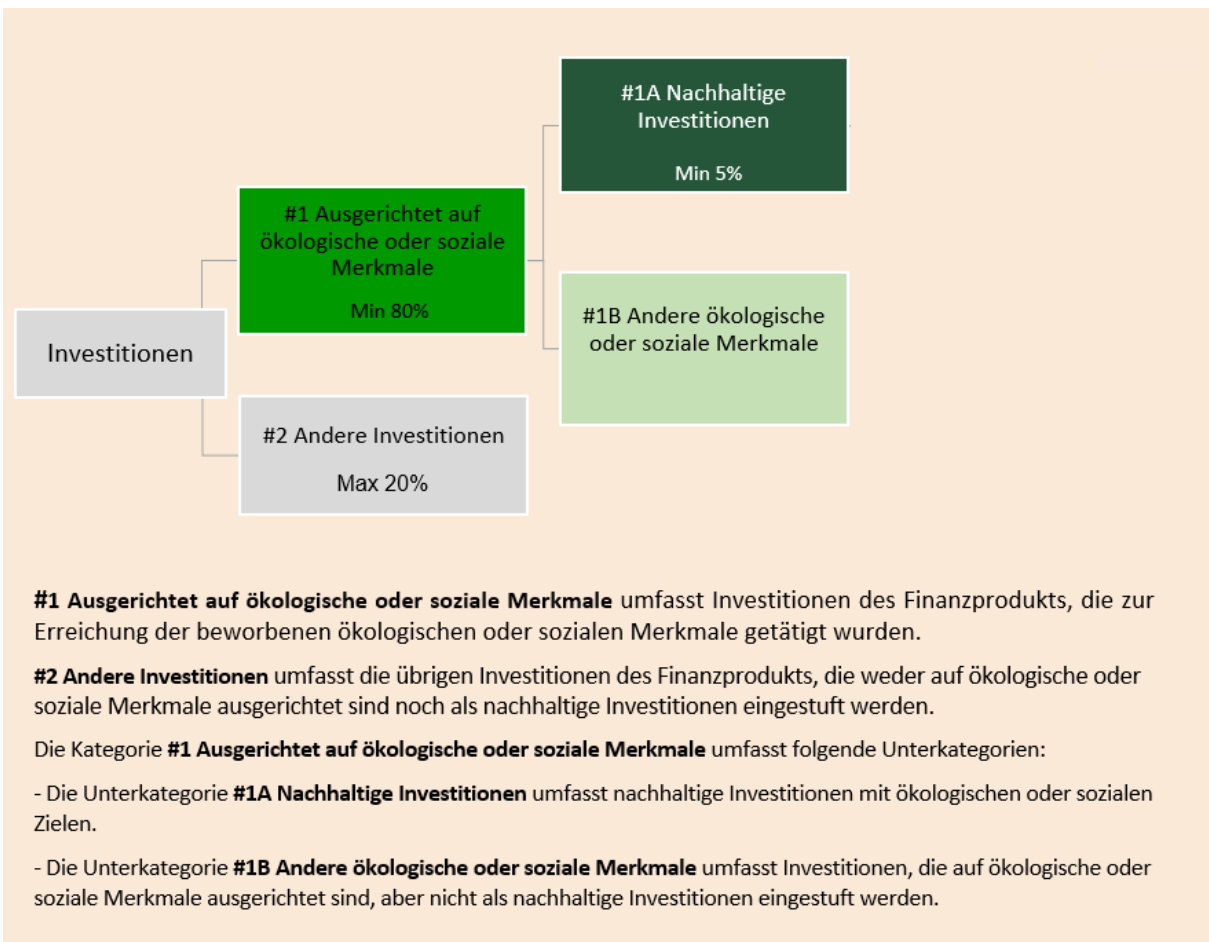 #1A Nachhaltige
Investitionen
Min 5%
#1 Ausgerichtet auf
ökologische oder soziale
Merkmale
Min 80%
#1B Andere ökologische
oder soziale Merkmale
Investitionen
#2 Andere Investitionen
Max 20%
#1 Ausgerichtet auf ökologische oder soziale Merkmale umfasst Investitionen des Finanzprodukts, die zur
Erreichung der beworbenen ökologischen oder sozialen Merkmale getätigt wurden.
#2 Andere Investitionen umfasst die übrigen Investitionen des Finanzprodukts, die weder auf ökologische oder
soziale Merkmale ausgerichtet sind noch als nachhaltige Investitionen eingestuft werden.
Die Kategorie #1 Ausgerichtet auf ökologische oder soziale Merkmale umfasst folgende Unterkategorien:
- Die Unterkategorie #1A Nachhaltige Investitionen umfasst nachhaltige Investitionen mit ökologischen oder sozialen
Zielen.
- Die Unterkategorie #1B Andere ökologische oder soziale Merkmale umfasst Investitionen, die auf ökologische oder
soziale Merkmale ausgerichtet sind, aber nicht als nachhaltige Investitionen eingestuft werden.